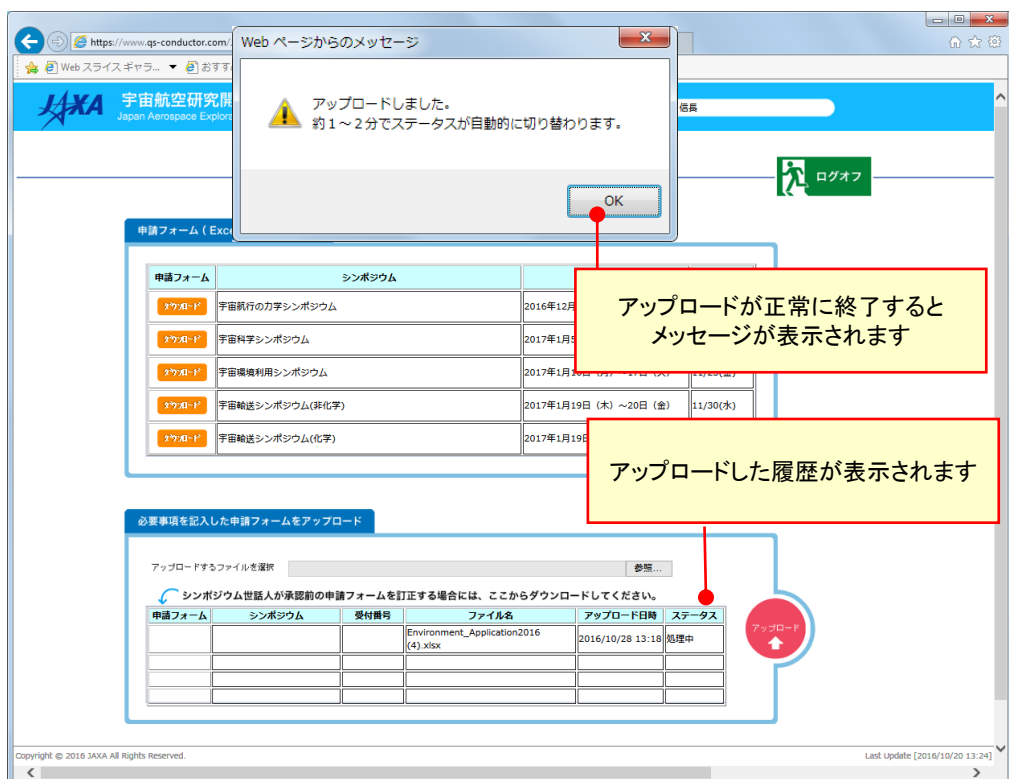 https://www.qs-conductor.com/
Web ページからのメッセージ
Web スライス ギャラ...
おすす
JAXA
宇宙航空研究開
Japan Aerospace Explora
信長
アップロードしました。
約１～２分でステータスが自動的に切り替わります。
OK
ログオフ
申請フォーム ( Exce
申請フォーム シンポジウム
ダウンロード 宇宙航行の力学シンポジウム 2016年12月
ダウンロード 宇宙科学シンポジウム 2017年1月5
ダウンロード 宇宙環境利用シンポジウム 2017年1月16日（月）～17日（火）
ダウンロード 宇宙輸送シンポジウム(非化学) 2017年1月19日（木）～20日（金） 11/30(水)
ダウンロード 宇宙輸送シンポジウム(化学) 2017年1月19日
アップロードが正常に終了すると
メッセージが表示されます
アップロードした履歴が表示されます
必要事項を記入した申請フォームをアップロード
アップロードするファイルを選択 参照...
シンポジウム世話人が承認前の申請フォームを訂正する場合には、ここからダウンロードしてください。
申請フォーム シンポジウム 受付番号 ファイル名 アップロード日時 ステータス
Environment_Application2016
(4).xlsx
2016/10/28 13:18 処理中
アップロード
Copyright © 2016 JAXA All Rights Reserved.
Last Update [2016/10/20 13:24]